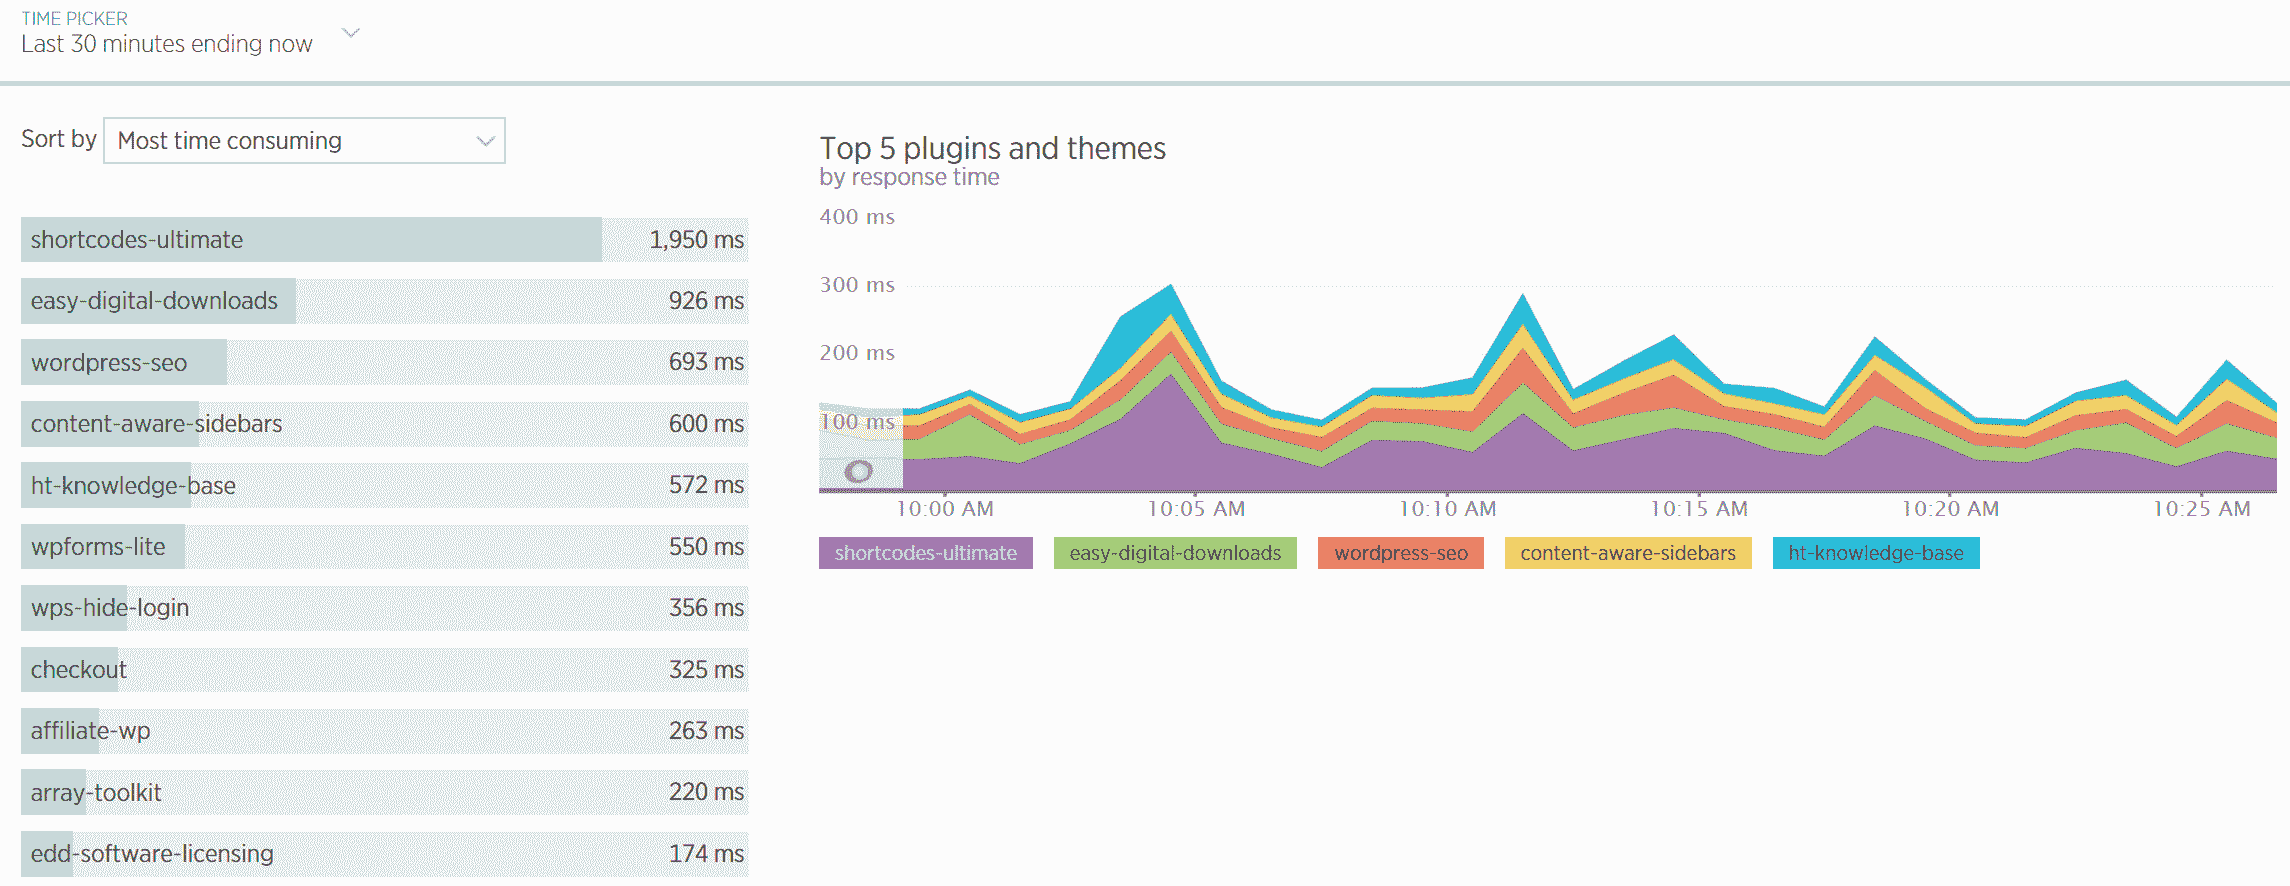 TIME PICKER
Last 30 minutes ending now
Sort by Most time consuming
shortcodes-ultimate 1,950 ms
easy-digital-downloads 926 ms
wordpress-seo 693 ms
content-aware-sidebars 600 ms
ht-knowledge-base 572 ms
wpforms-lite 550 ms
wps-hide-login 356 ms
checkout 325 ms
affiliate-wp 263 ms
array-toolkit 220 ms
edd-software-licensing 174 ms
Top 5 plugins and themes
by response time
400 ms
300 ms
200 ms
100 ms
10:00 AM 10:05 AM 10:10 AM 10:15 AM 10:20 AM 10:25 AM
shortcodes-ultimate easy-digital-downloads wordpress-seo content-aware-sidebars ht-knowledge-base